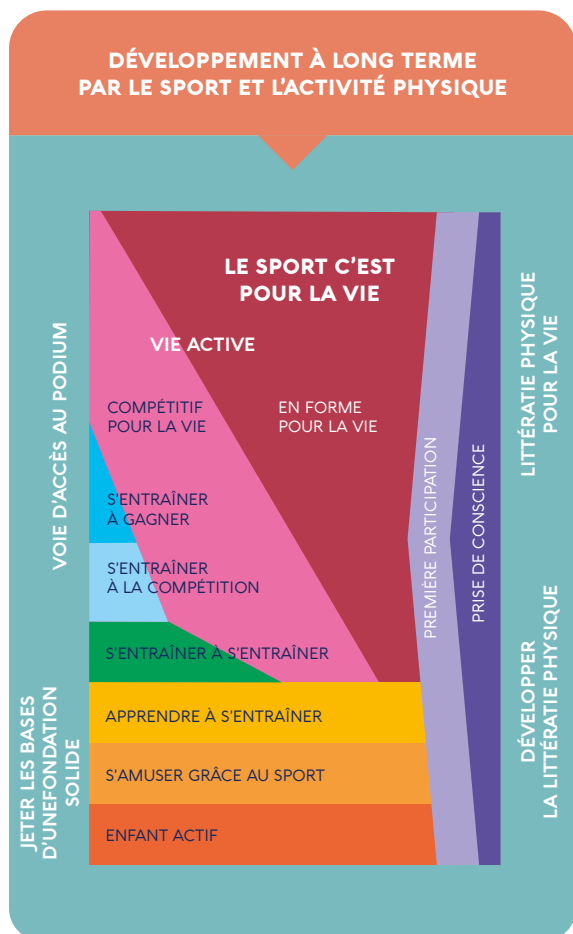 DÉVELOPPEMENT À LONG TERME
PAR LE SPORT ET L'ACTIVITÉ PHYSIQUE
LE SPORT C'EST
POUR LA VIE
VIE ACTIVE
COMPÉTITIF
POUR LA VIE
EN FORME
POUR LA VIE
S'ENTRAÎNER
À GAGNER
S'ENTRAÎNER
À LA COMPÉTITION
S'ENTRAÎNER À S'ENTRAÎNER
APPRENDRE À S'ENTRAÎNER
S'AMUSER GRÂCE AU SPORT
ENFANT ACTIF
VOIE D'ACCÈS AU PODIUM
JETER LES BASES
D'UNEFONDATION
SOLIDE
PREMIÈRE PARTICIPATION
PRISE DE CONSCIENCE
LITTÉRATIE PHYSIQUE
POUR LA VIE
DÉVELOPPER
LA LITTÉRATIE PHYSIQUE